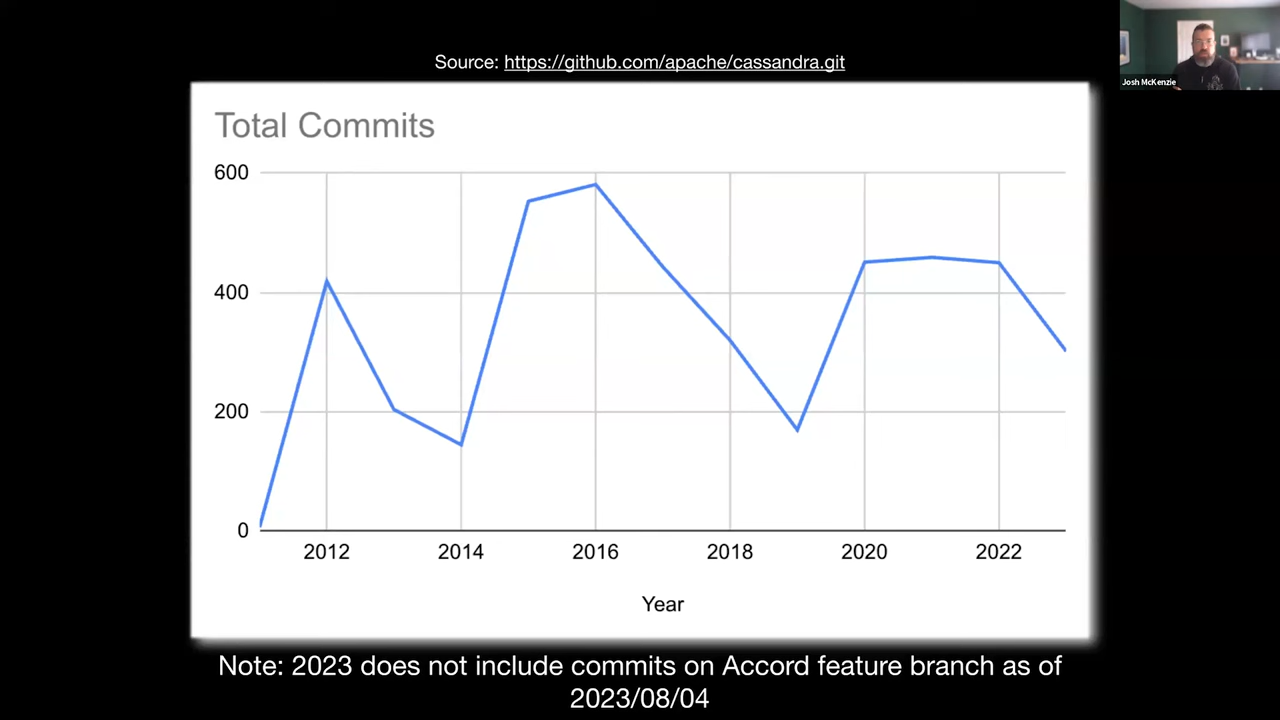 Source: https://github.com/apache/cassandra.git
Josh McKenzie
Total Commits
600
400
200
0
2012 2014 2016 2018 2020 2022
Year
Note: 2023 does not include commits on Accord feature branch as of
2023/08/04